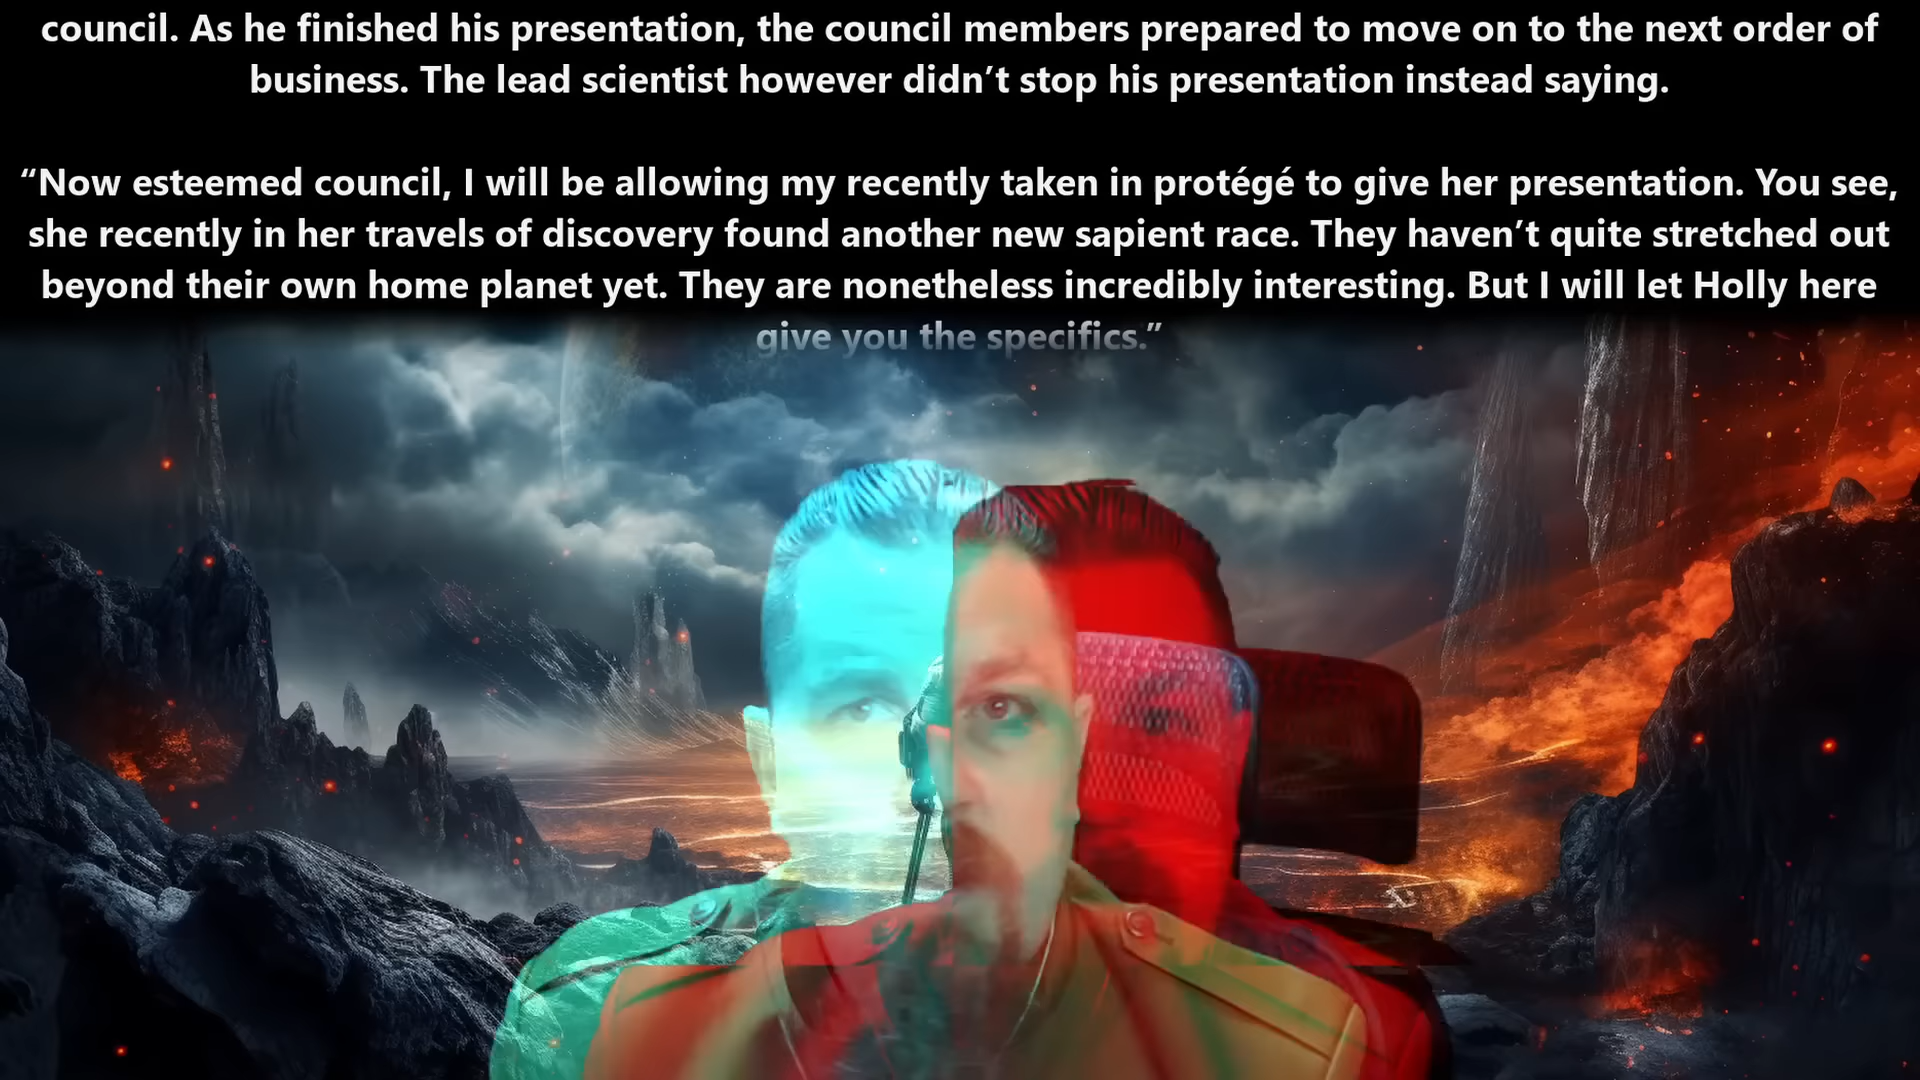 council. As he finished his presentation, the council members prepared to move on to the next order of
business. The lead scientist however didn’t stop his presentation instead saying.
“Now esteemed council, I will be allowing my recently taken in protégé to give her presentation. You see,
she recently in her travels of discovery found another new sapient race. They haven’t quite stretched out
beyond their own home planet yet. They are nonetheless incredibly interesting. But I will let Holly here
give you the specifics.”